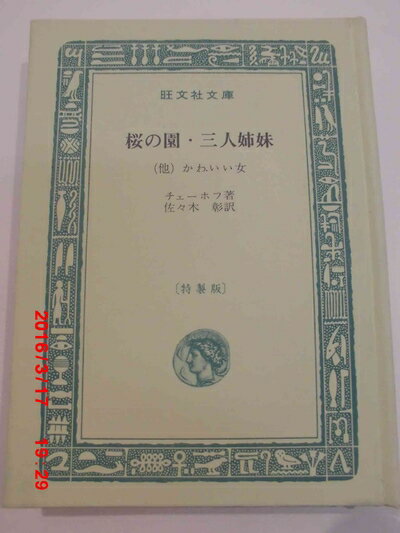 旺文社文庫
桜の園・三人姉妹
(他)かわいい女
チェーホフ著
佐々木 彰訳
〔特製版〕
2016/3/17 19:29